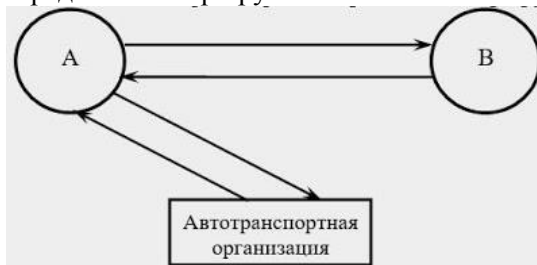 A
B
Автотранспортная
организация